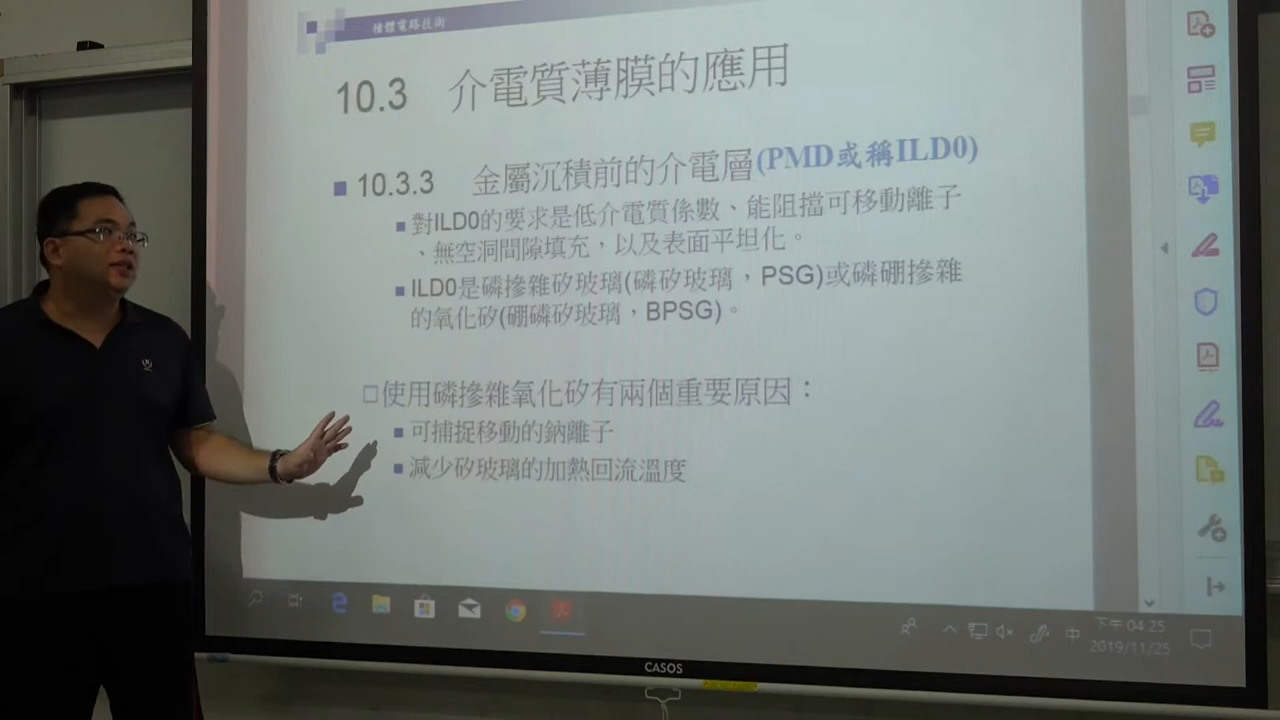 積體電路技術
10.3 介電質薄膜的應用
10.3.3 金屬沉積前的介電層(PMD或稱ILD0)
對ILD0的要求是低介電質係數、能阻擋可移動離子
、無空洞間隙填充，以及表面平坦化。
ILD0是磷摻雜矽玻璃(磷矽玻璃，PSG)或磷硼摻雜
的氧化矽(硼磷矽玻璃，BPSG)。
使用磷摻雜氧化矽有兩個重要原因：
可捕捉移動的鈉離子
減少矽玻璃的加熱回流溫度
中
下午 04:25
2019/11/25
CASOS